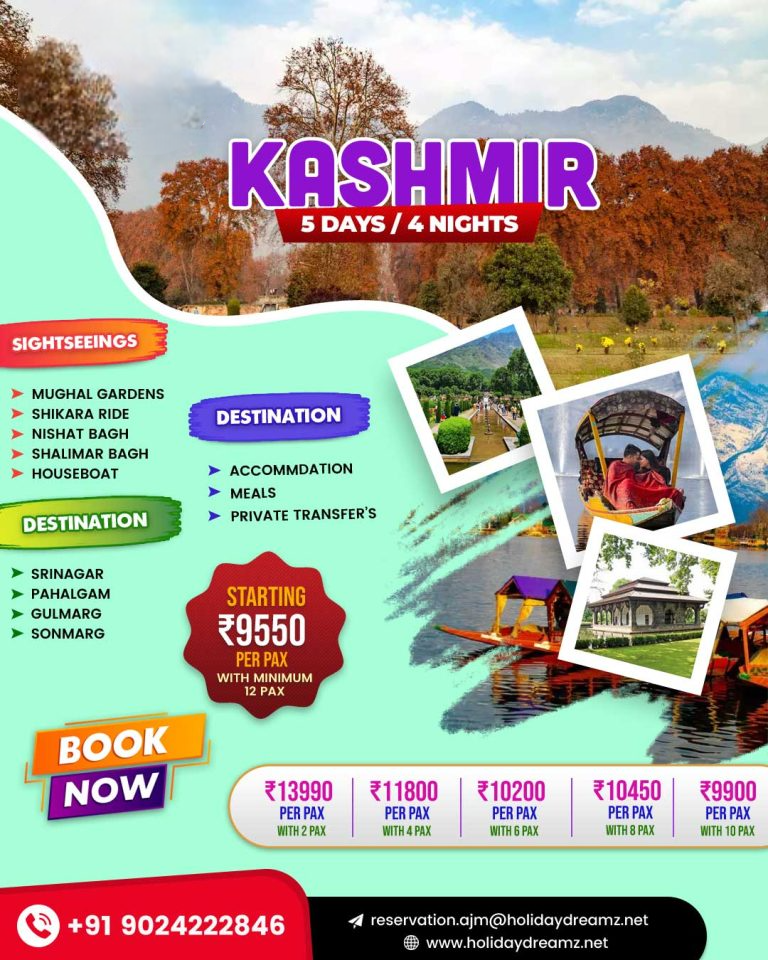 KASHMIR
5 DAYS / 4 NIGHTS
SIGHTSEEINGS
MUGHAL GARDENS
SHIKARA RIDE
NISHAT BAGH
SHALIMAR BAGH
HOUSEBOAT
DESTINATION
ACCOMMDATION
MEALS
PRIVATE TRANSFER'S
DESTINATION
SRINAGAR
PAHALGAM
GULMARG
SONMARG
STARTING
₹9550
PER PAX
WITH MINIMUM
12 PAX
BOOK
NOW
₹13990
PER PAX
WITH 2 PAX
₹11800
PER PAX
WITH 4 PAX
₹10200
PER PAX
WITH 6 PAX
₹10450
PER PAX
WITH 8 PAX
₹9900
PER PAX
WITH 10 PAX
+91 9024222846
reservation.ajm@holidaydreamz.net
www.holidaydreamz.net